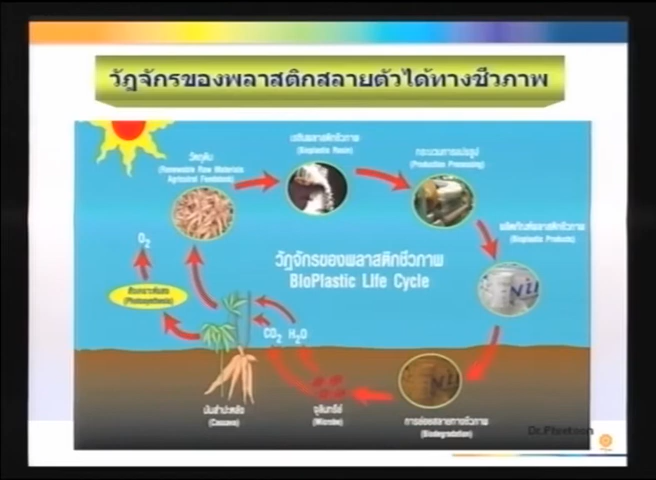 วัฎจักรของพลาสติกสลายตัวได้ทางชีวภาพ
เรซินพลาสติกชีวภาพ
(Bioplastic Resin)
กระบวนการแปรรูป
(Production Processing)
วัตถุดิบ
(Renewable Raw Materials
Agricultral Feedstock)
ผลิตภัณฑ์พลาสติกชีวภาพ
(Bioplastic Products)
O2
วัฎจักรของพลาสติกชีวภาพ
BioPlastic Life Cycle
สังเคราะห์แสง
(Photosynthesis)
CO2 H2O
มันสำปะหลัง
(Cassava)
จุลินทรีย์
(Microbe)
การย่อยสลายทางชีวภาพ
(Biodegradation)